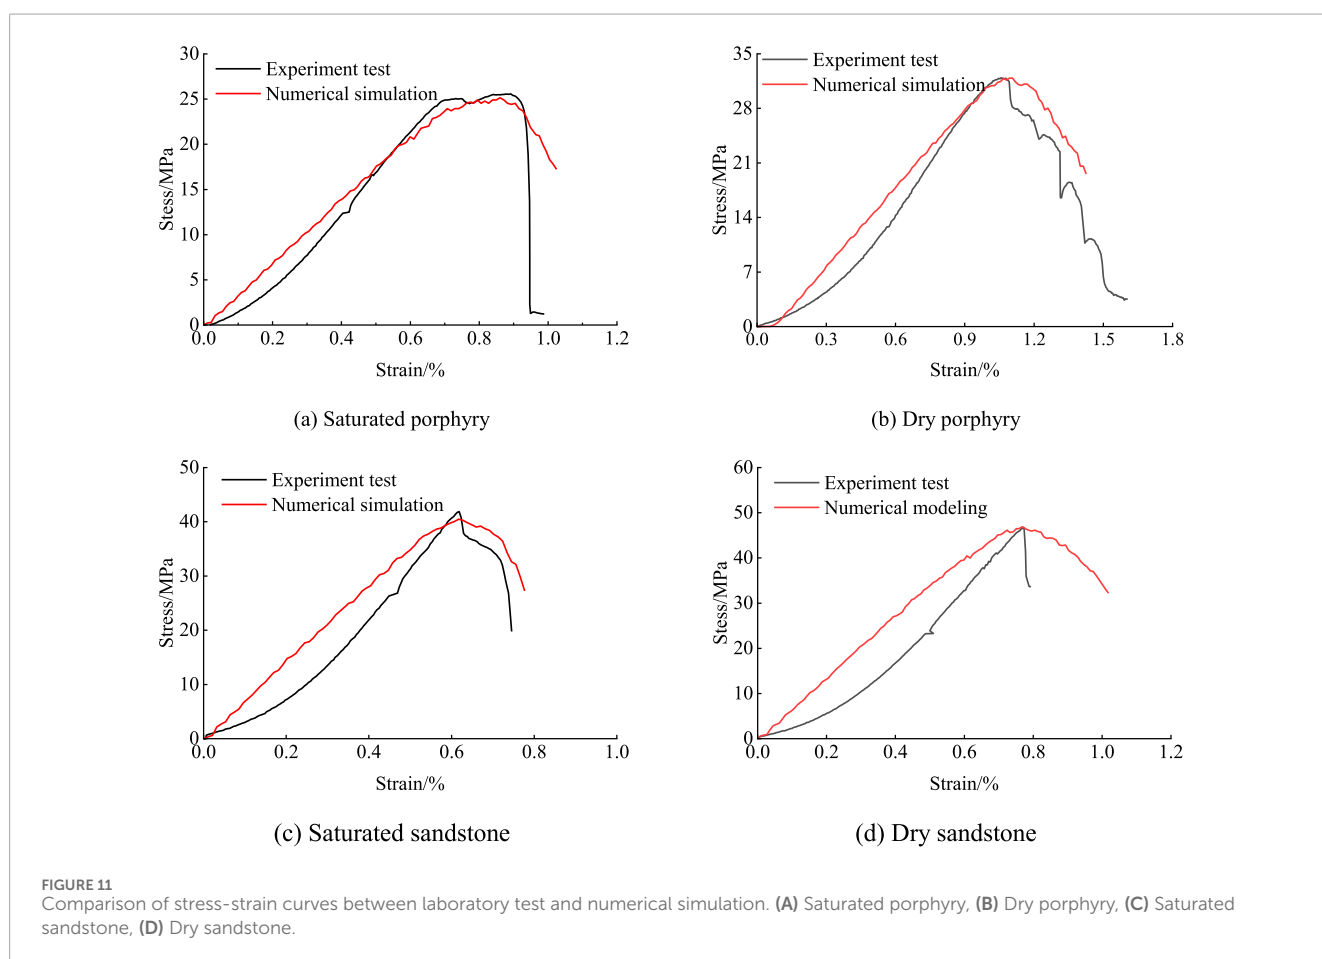 30
25
20
15
10
5
0
0.0 0.2 0.4 0.6 0.8 1.0 1.2
Stess/MPa
Strain/%
Experiment test
Numerical simulation
(a) Saturated porphyry
35
28
21
14
7
0
0.0 0.3 0.6 0.9 1.2 1.5 1.8
Stress/MPa
Strain/%
Experiment test
Numerical simulation
(b) Dry porphyry
50
40
30
20
10
0
0.0 0.2 0.4 0.6 0.8 1.0
Stress/MPa
Strain/%
Experiment test
Numerical simulation
(c) Saturated sandstone
60
50
40
30
20
10
0
0.0 0.2 0.4 0.6 0.8 1.0 1.2
Stess/MPa
Strain/%
Experiment test
Numerical modeling
(d) Dry sandstone
FIGURE 11
Comparison of stress-strain curves between laboratory test and numerical simulation. (A) Saturated porphyry, (B) Dry porphyry, (C) Saturated
sandstone, (D) Dry sandstone.